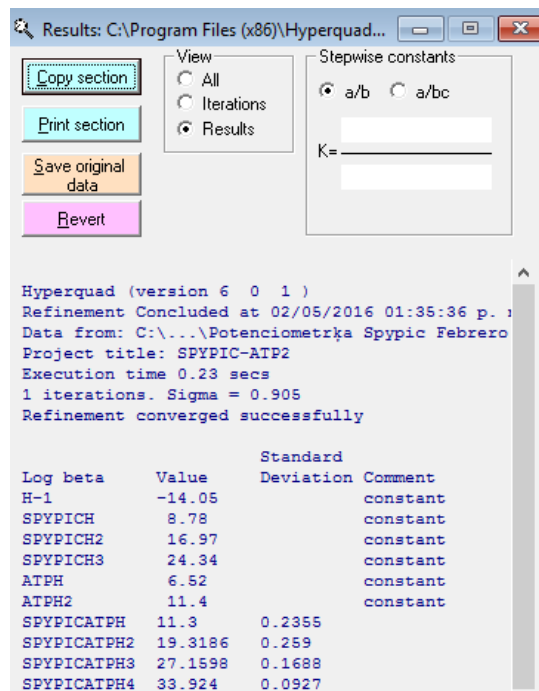 Results: C:\Program Files (x86)\Hyperquad...
Copy section
Print section
Save original
data
Revert
View
All
Iterations
Results
Stepwise constants
a/b a/bc
K=
Hyperquad (version 6 0 1 )
Refinement Concluded at 02/05/2016 01:35:36 p.
Data from: C:\...\Potenciometrķa Spypic Febrero
Project title: SPYPIC-ATP2
Execution time 0.23 secs
1 iterations. Sigma = 0.905
Refinement converged successfully
Standard
Log beta Value Deviation Comment
H-1 -14.05 constant
SPYPICH 8.78 constant
SPYPICH2 16.97 constant
SPYPICH3 24.34 constant
ATPH 6.52 constant
ATPH2 11.4 constant
SPYPICATPH 11.3 0.2355
SPYPICATPH2 19.3186 0.259
SPYPICATPH3 27.1598 0.1688
SPYPICATPH4 33.924 0.0927